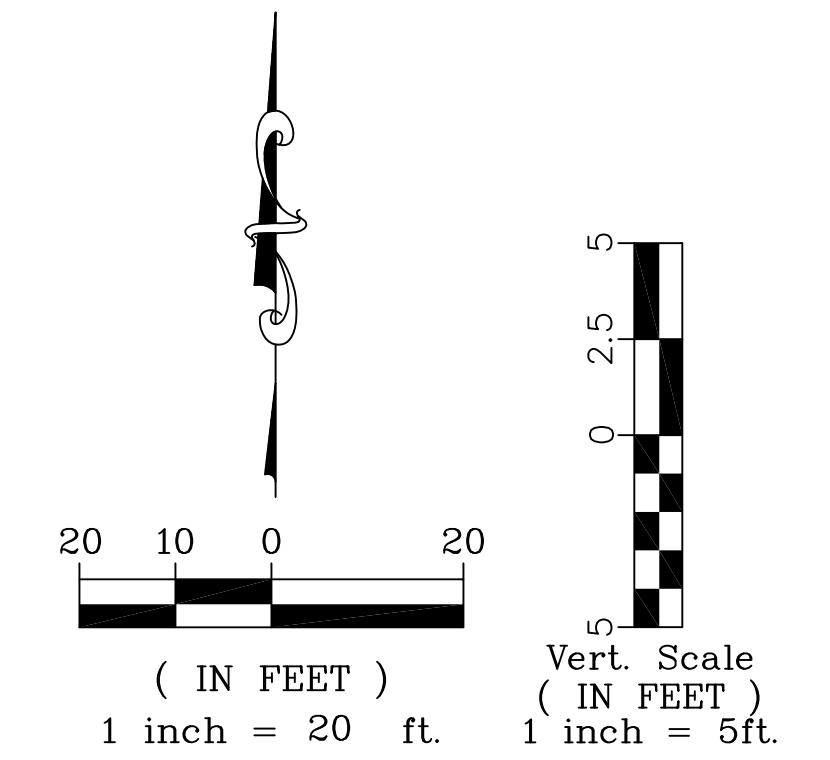 20 10 0 20
( IN FEET )
1 inch = 20 ft.
5
2.5
0
5
Vert. Scale
( IN FEET )
1 inch = 5ft.